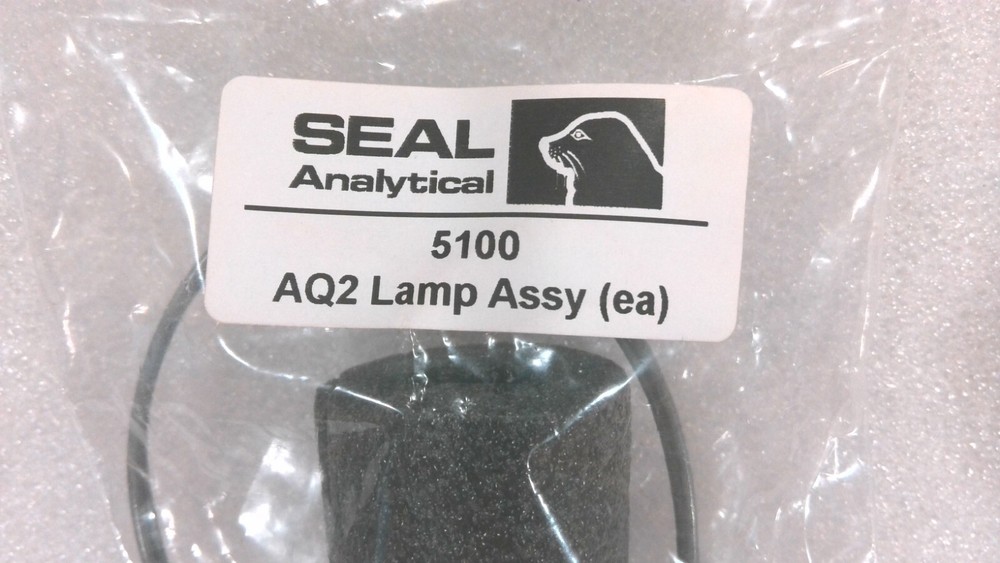 SEAL
Analytical
5100
AQ2 Lamp Assy (ea)